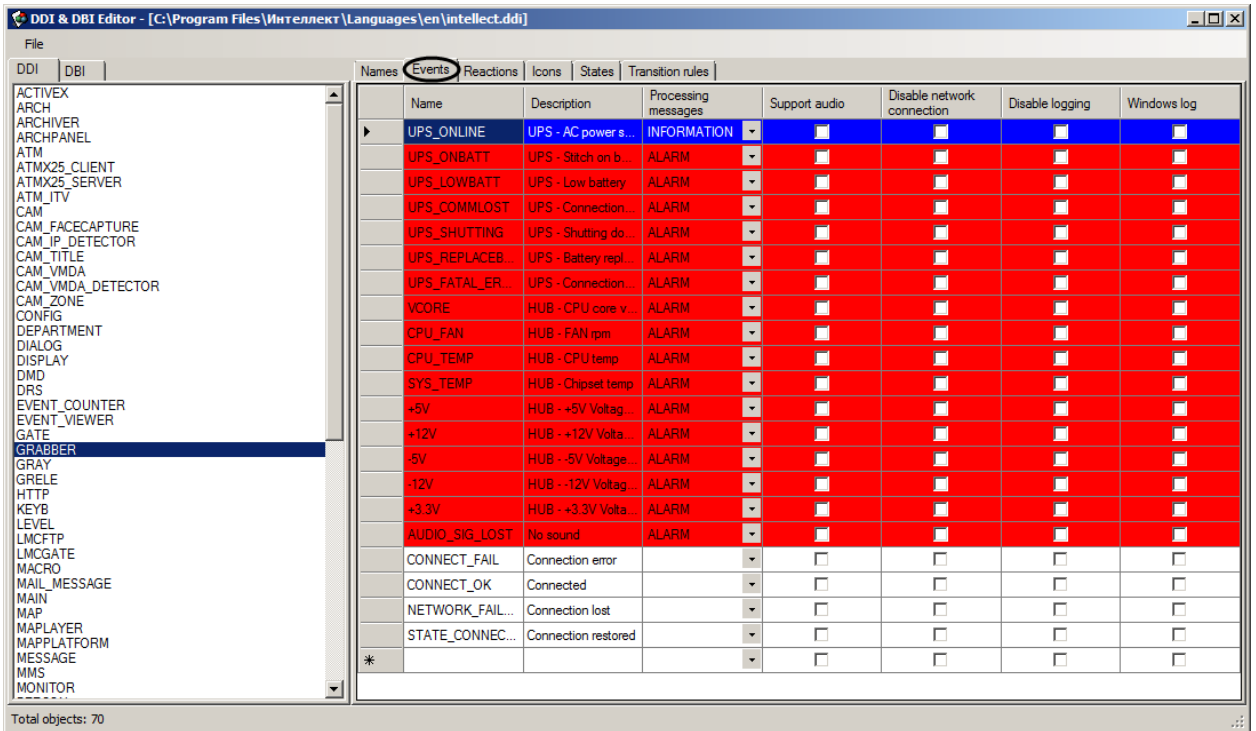 DDI & DBI Editor - [C:\Program Files\Интеллект\Languages\en\intellect.ddi]
File
DDI DBI
ACTIVEX
ARCH
ARCHIVER
ARCHPANEL
ATM
ATMX25_CLIENT
ATMX25_SERVER
ATM_ITV
CAM
CAM_FACECAPTURE
CAM_IP_DETECTOR
CAM_TITLE
CAM_VMDA
CAM_VMDA_DETECTOR
CAM_ZONE
CONFIG
DEPARTMENT
DIALOG
DISPLAY
DMD
DRS
EVENT_COUNTER
EVENT_VIEWER
GATE
GRABBER
GRAY
GRELE
HTTP
KEYB
LEVEL
LMCFTP
LMCGATE
MACRO
MAIL_MESSAGE
MAIN
MAP
MAPLAYER
MAPPLATFORM
MESSAGE
MMS
MONITOR
Names Events Reactions Icons States Transition rules
Name Description Processing messages Support audio Disable network connection Disable logging Windows log
UPS_ONLINE UPS - AC power s... INFORMATION
UPS_ONBATT UPS - Stitch on b... ALARM
UPS_LOWBATT UPS - Low battery ALARM
UPS_COMMLOST UPS - Connection... ALARM
UPS_SHUTTING UPS - Shutting do... ALARM
UPS_REPLACEB... UPS - Battery repl... ALARM
UPS_FATAL_ER... UPS - Connection... ALARM
VCORE HUB - CPU core v... ALARM
CPU_FAN HUB - FAN rpm ALARM
CPU_TEMP HUB - CPU temp ALARM
SYS_TEMP HUB - Chipset temp ALARM
+5V HUB - +5V Voltag... ALARM
+12V HUB - +12V Volta... ALARM
-5V HUB - -5V Voltage... ALARM
-12V HUB - -12V Voltag... ALARM
+3.3V HUB - +3.3V Volta... ALARM
AUDIO_SIG_LOST No sound ALARM
CONNECT_FAIL Connection error
CONNECT_OK Connected
NETWORK_FAIL... Connection lost
STATE_CONNEC... Connection restored
Total objects: 70